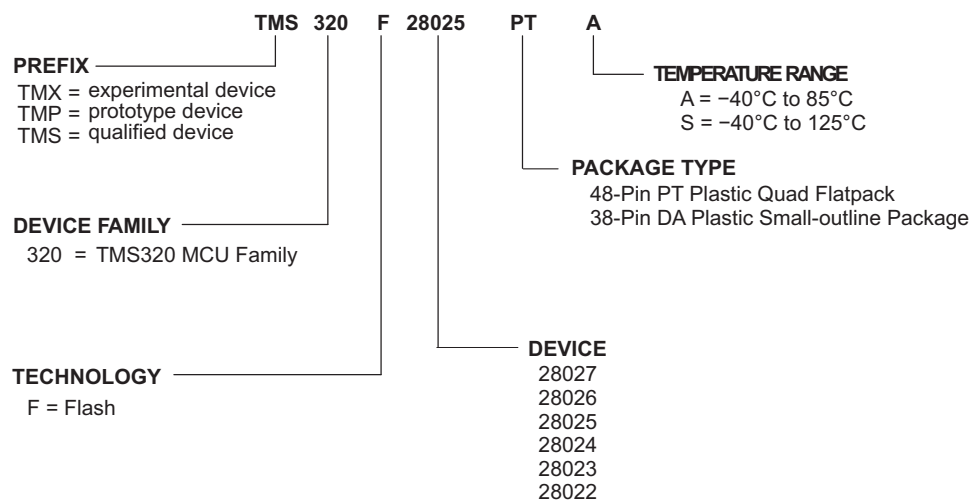 TMS 320 F 28025 PT A
PREFIX
TMX = experimental device
TMP = prototype device
TMS = qualified device
TEMPERATURE RANGE
A = −40°C to 85°C
S = −40°C to 125°C
PACKAGE TYPE
48-Pin PT Plastic Quad Flatpack
38-Pin DA Plastic Small-outline Package
DEVICE FAMILY
320 = TMS320 MCU Family
TECHNOLOGY
F = Flash
DEVICE
28027
28026
28025
28024
28023
28022